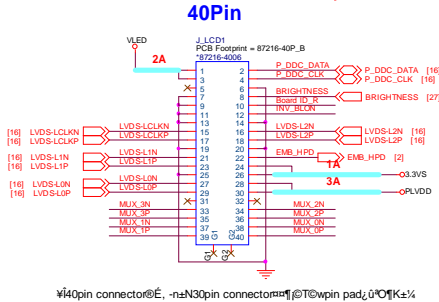 40Pin
J_LCD1
PCB Footprint = 87216-40P_B
*87216-4006
VLED
2A
1 2
3 4
5 6
7 8
9 10
11 12
13 14
15 16
17 18
19 20
21 22
23 24
25 26
27 28
29 30
31 32
33 34
35 36
37 38
39 40
G1 G2
G1 G2
P_DDC_DATA P_DDC_DATA [16]
P_DDC_CLK P_DDC_CLK [16]
BRIGHTNESS BRIGHTNESS [27]
Board ID_R
INV_BLON
[16] LVDS-LCLKN LVDS-LCLKN
[16] LVDS-LCLKP LVDS-LCLKP
LVDS-L2N LVDS-L2N [16]
LVDS-L2P LVDS-L2P [16]
[16] LVDS-L1N LVDS-L1N
[16] LVDS-L1P LVDS-L1P
EMB_HPD EMB_HPD [2]
1A
3.3VS
[16] LVDS-L0N LVDS-L0N
[16] LVDS-L0P LVDS-L0P
3A
PLVDD
MUX_3N MUX_2N
MUX_3P MUX_2P
MUX_1N MUX_0N
MUX_1P MUX_0P